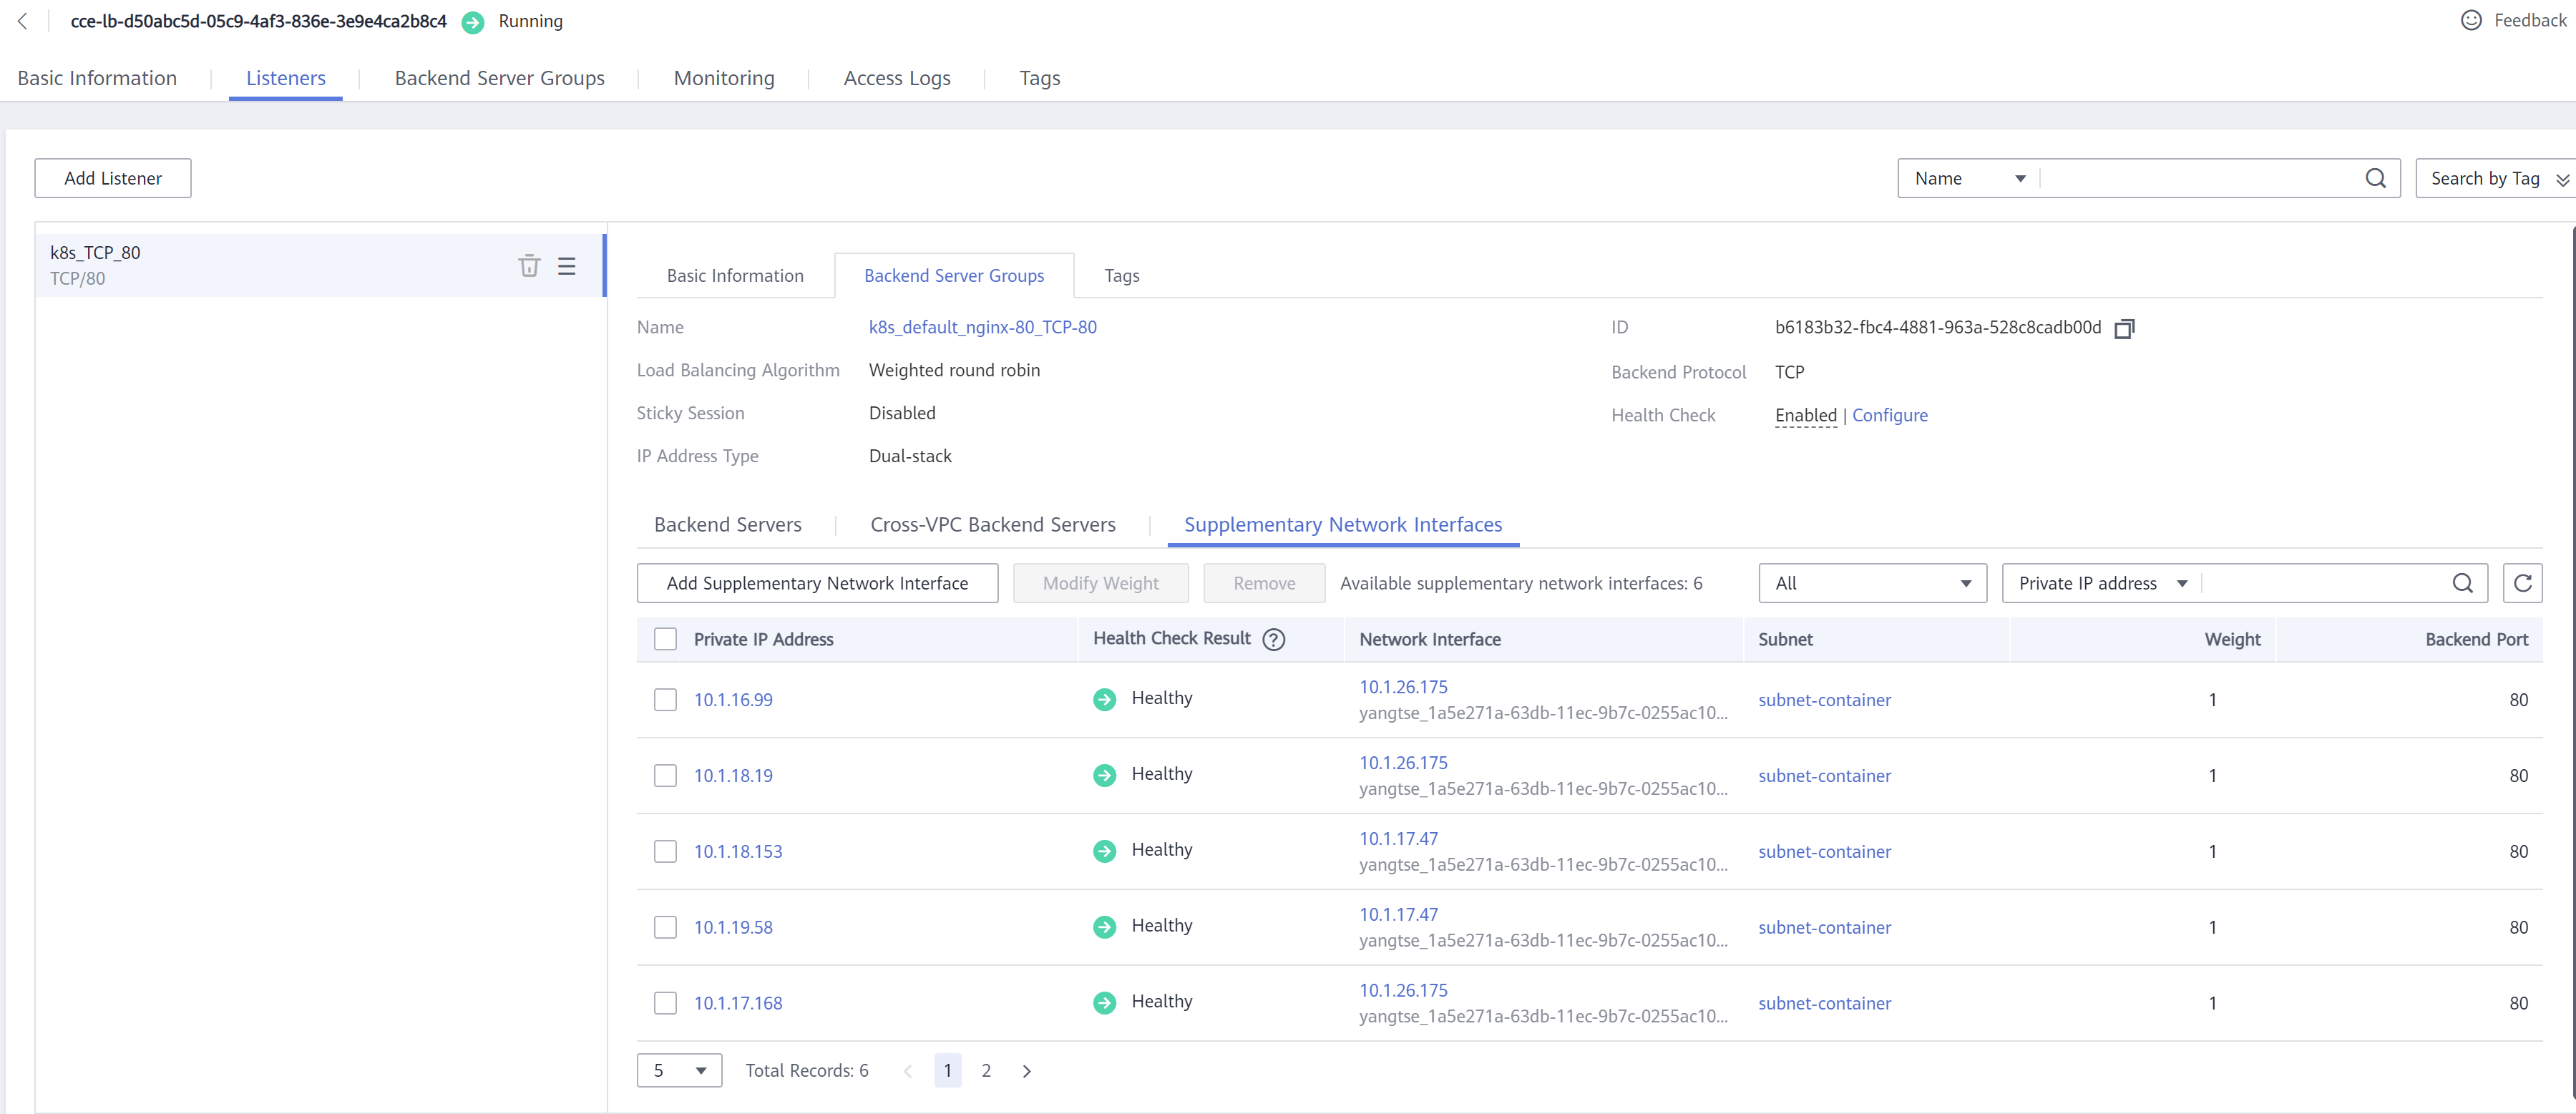 cce-lb-d50abc5d-05c9-4af3-836e-3e9e4ca2b8c4 Running Feedback
Basic Information Listeners Backend Server Groups Monitoring Access Logs Tags
Add Listener Name Search by Tag
k8s_TCP_80
TCP/80
Basic Information Backend Server Groups Tags
Name k8s_default_nginx-80_TCP-80 ID b6183b32-fbc4-4881-963a-528c8cadb00d
Load Balancing Algorithm Weighted round robin Backend Protocol TCP
Sticky Session Disabled Health Check Enabled | Configure
IP Address Type Dual-stack
Backend Servers Cross-VPC Backend Servers Supplementary Network Interfaces
Add Supplementary Network Interface Modify Weight Remove Available supplementary network interfaces: 6 All Private IP address
Private IP Address Health Check Result ? Network Interface Subnet Weight Backend Port
10.1.16.99 Healthy 10.1.26.175 subnet-container 1 80
yangtse_1a5e271a-63db-11ec-9b7c-0255ac10...
10.1.18.19 Healthy 10.1.26.175 subnet-container 1 80
yangtse_1a5e271a-63db-11ec-9b7c-0255ac10...
10.1.18.153 Healthy 10.1.17.47 subnet-container 1 80
yangtse_1a5e271a-63db-11ec-9b7c-0255ac10...
10.1.19.58 Healthy 10.1.17.47 subnet-container 1 80
yangtse_1a5e271a-63db-11ec-9b7c-0255ac10...
10.1.17.168 Healthy 10.1.26.175 subnet-container 1 80
yangtse_1a5e271a-63db-11ec-9b7c-0255ac10...
5 Total Records: 6 1 2